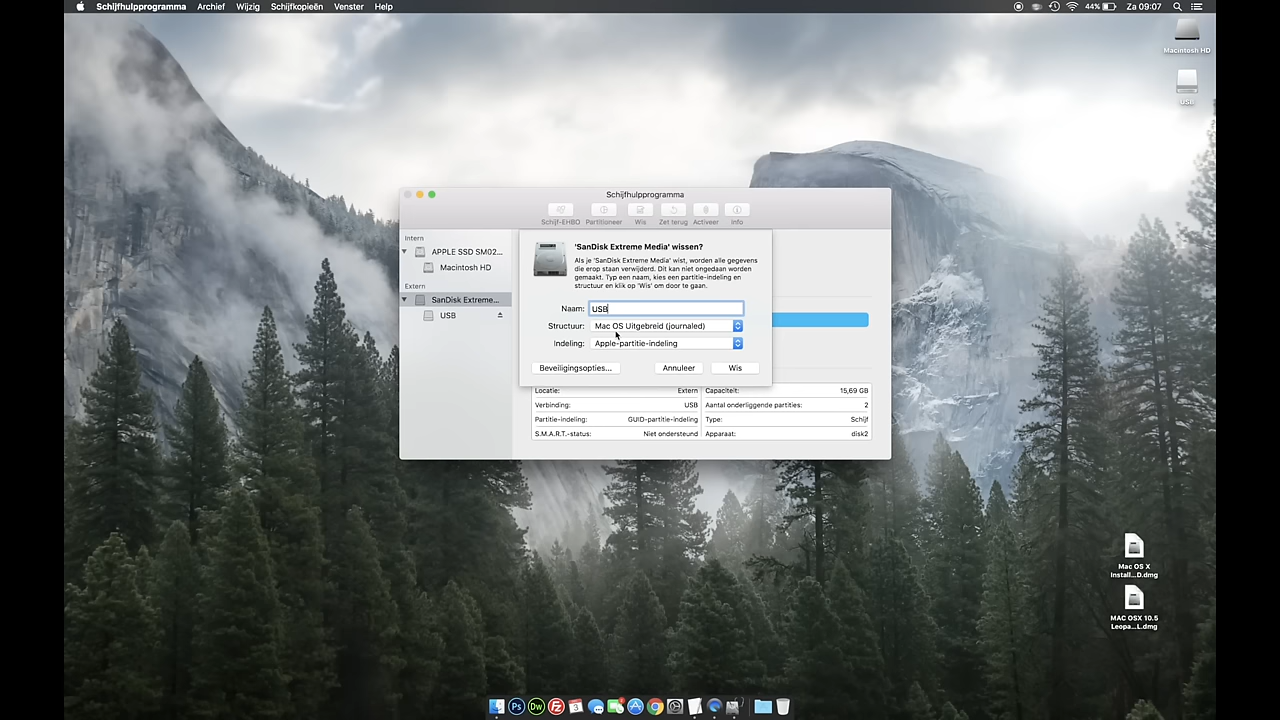 Schijfhulpprogramma Archief Wijzig Schijfkopieën Venster Help 44% Za 09:07
Macintosh HD
USB
Schijfhulpprogramma
Schijf-EHBO Partitioneer Wis Zet terug Activeer Info
Intern
APPLE SSD SM02...
Macintosh HD
Extern
SanDisk Extreme...
USB
'SanDisk Extreme Media' wissen?
Als je 'SanDisk Extreme Media' wist, worden alle gegevens
die erop staan verwijderd. Dit kan niet ongedaan worden
gemaakt. Typ een naam, kies een partitie-indeling en
structuur en klik op 'Wis' om door te gaan.
Naam: USB
Structuur: Mac OS Uitgebreid (journaled)
Indeling: Apple-partitie-indeling
Beveiligingsopties... Annuleer Wis
Locatie: Extern Capaciteit: 15,69 GB
Verbinding: USB Aantal onderliggende partities: 2
Partitie-indeling: GUID-partitie-indeling Type: Schijf
S.M.A.R.T.-status: Niet ondersteund Apparaat: disk2
Mac OS X
Install...D.dmg
MAC OSX 10.5
Leopa...L.dmg
Ps Dw